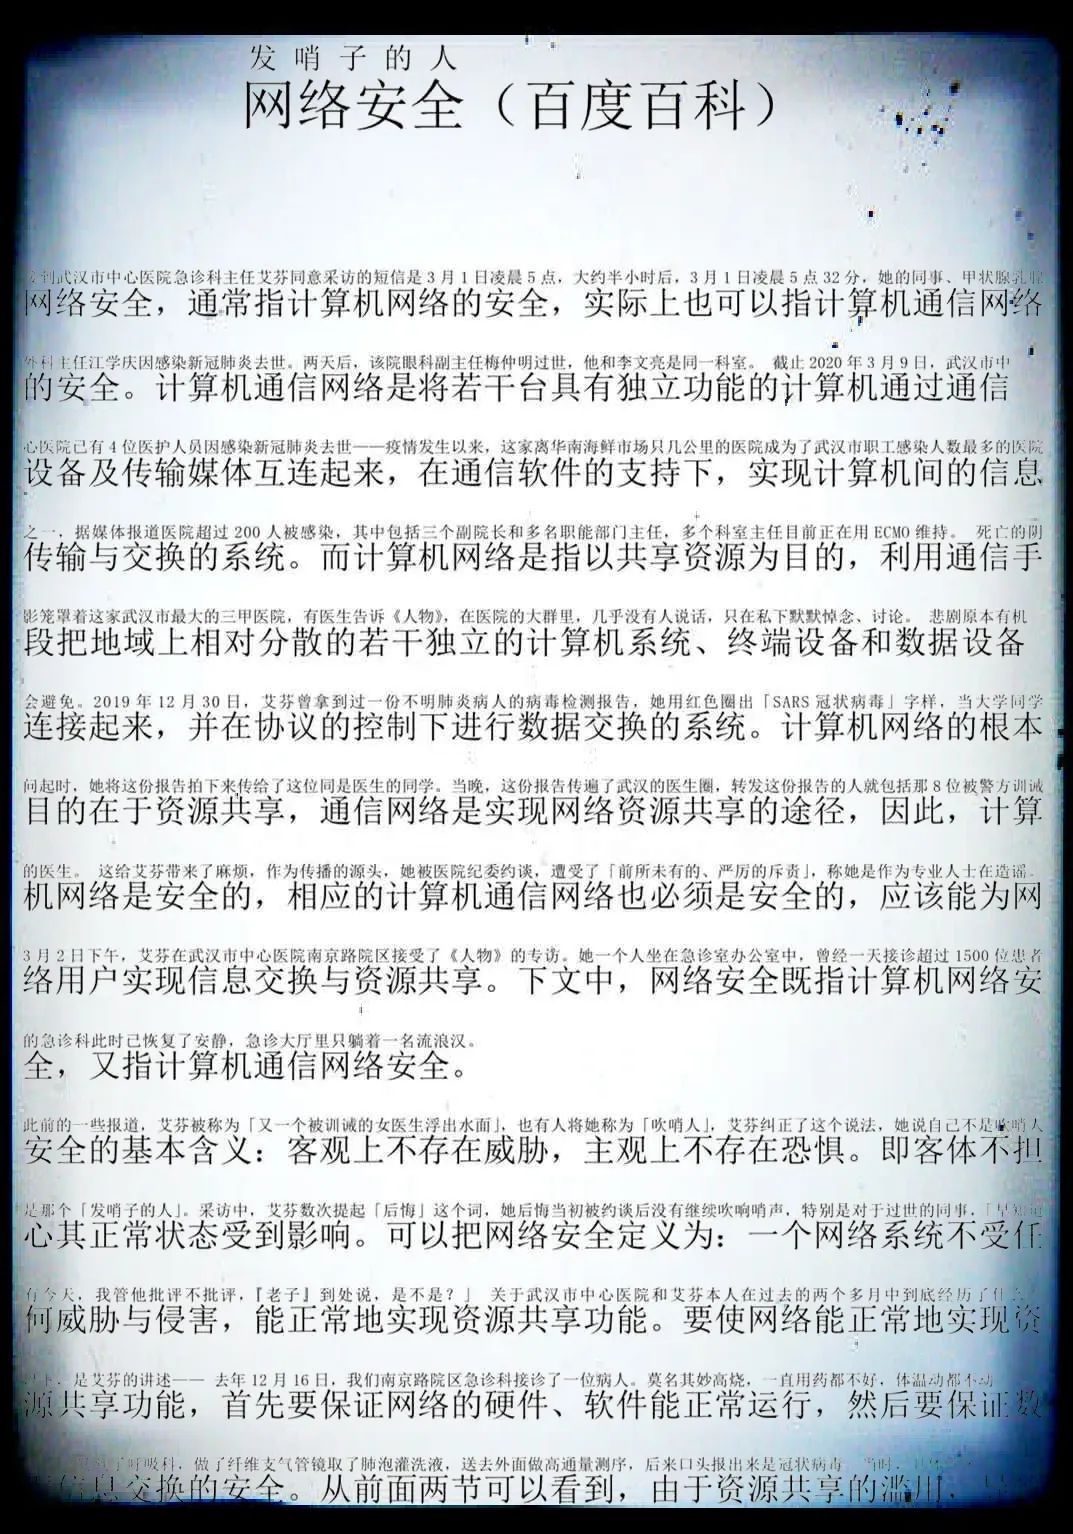 发哨子的人
网络安全（百度百科）
到武汉市中心医院急诊科主任艾芬同意采访的短信是3月1日凌晨5点，大约半小时后，3月1日凌晨5点32分，她的同事、甲状腺乳腺
网络安全，通常指计算机网络的安全，实际上也可以指计算机通信网络
外科主任江学庆因感染新冠肺炎去世。两天后，该院眼科副主任梅仲明过世，他和李文亮是同一科室。 截止2020年3月9日，武汉市中
的安全。计算机通信网络是将若干台具有独立功能的计算机通过通信
心医院已有4位医护人员因感染新冠肺炎去世——疫情发生以来，这家离华南海鲜市场只几公里的医院成为了武汉市职工感染人数最多的医院
设备及传输媒体互连起来，在通信软件的支持下，实现计算机间的信息
之一，据媒体报道医院超过200人被感染，其中包括三个副院长和多名职能部门主任，多个科室主任目前正在用ECMO维持。 死亡的阴
传输与交换的系统。而计算机网络是指以共享资源为目的，利用通信手
影笼罩着这家武汉市最大的三甲医院，有医生告诉《人物》，在医院的大群里，几乎没有人说话，只在私下默默悼念、讨论。 悲剧原本有机
段把地域上相对分散的若干独立的计算机系统、终端设备和数据设备
会避免。2019年12月30日，艾芬曾拿到过一份不明肺炎病人的病毒检测报告，她用红色圈出「SARS冠状病毒」字样，当大学同学
连接起来，并在协议的控制下进行数据交换的系统。计算机网络的根本
问起时，她将这份报告拍下来传给了这位同是医生的同学。当晚，这份报告传遍了武汉的医生圈，转发这份报告的人就包括那8位被警方训诫
目的在于资源共享，通信网络是实现网络资源共享的途径，因此，计算
的医生。 这给艾芬带来了麻烦，作为传播的源头，她被医院纪委约谈，遭受了「前所未有的、严厉的斥责」，称她是作为专业人士在造谣。
机网络是安全的，相应的计算机通信网络也必须是安全的，应该能为网
3月2日下午，艾芬在武汉市中心医院南京路院区接受了《人物》的专访。她一个人坐在急诊室办公室中，曾经一天接诊超过1500位患者
络用户实现信息交换与资源共享。下文中，网络安全既指计算机网络安
的急诊科此时已恢复了安静，急诊大厅里只躺着一名流浪汉。
全，又指计算机通信网络安全。
此前的一些报道，艾芬被称为「又一个被训诫的女医生浮出水面」，也有人将她称为「吹哨人」，艾芬纠正了这个说法，她说自己不是吹哨人
安全的基本含义：客观上不存在威胁，主观上不存在恐惧。即客体不担
是那个「发哨子的人」。采访中，艾芬数次提起「后悔」这个词，她后悔当初被约谈后没有继续吹响哨声，特别是对于过世的同事，「早知道
心其正常状态受到影响。可以把网络安全定义为：一个网络系统不受任
有今天，我管他批评不批评，『老子』到处说，是不是？」 关于武汉市中心医院和艾芬本人在过去的两个多月中到底经历了什么？
何威胁与侵害，能正常地实现资源共享功能。要使网络能正常地实现资
是艾芬的讲述—— 去年12月16日，我们南京路院区急诊科接诊了一位病人。莫名其妙高烧，一直用药都不好，体温动都不动
源共享功能，首先要保证网络的硬件、软件能正常运行，然后要保证数
呼吸科，做了纤维支气管镜取了肺泡灌洗液，送去外面做高通量测序，后来口头报出来是冠状病毒。当时，
信息交换的安全。从前面两节可以看到，由于资源共享的滥用，